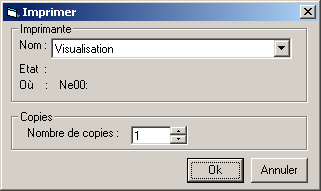 Imprimer
Imprimante
Nom : Visualisation
Etat :
Où : Ne00:
Copies
Nombre de copies : 1
Ok Annuler